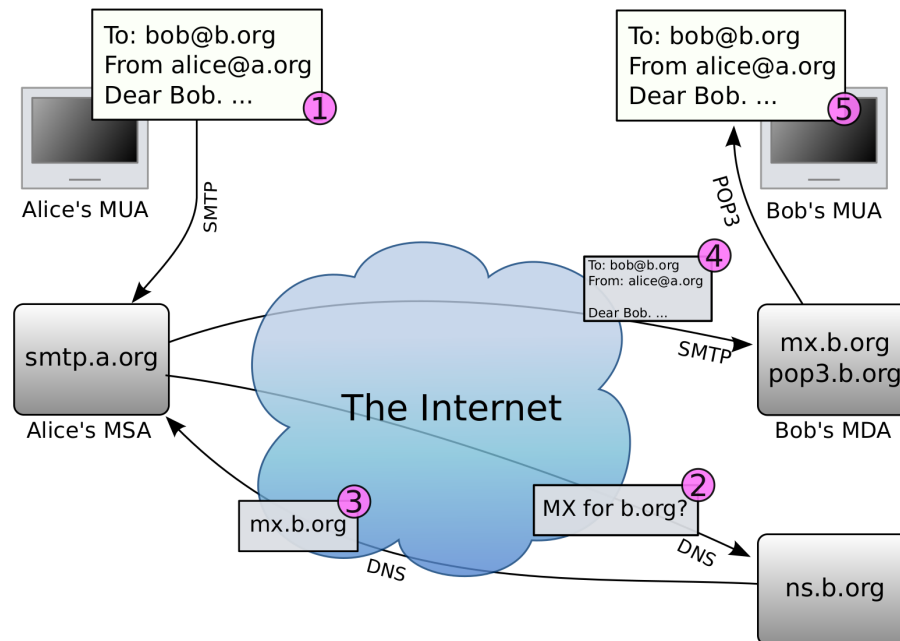 To: bob@b.org
From alice@a.org
Dear Bob. ...
1
Alice's MUA
SMTP
smtp.a.org
Alice's MSA
To: bob@b.org
From alice@a.org
Dear Bob. ...
5
Bob's MUA
POP3
To: bob@b.org
From: alice@a.org
Dear Bob. ...
4
SMTP
mx.b.org
pop3.b.org
Bob's MDA
The Internet
MX for b.org?
2
DNS
mx.b.org
3
DNS
ns.b.org